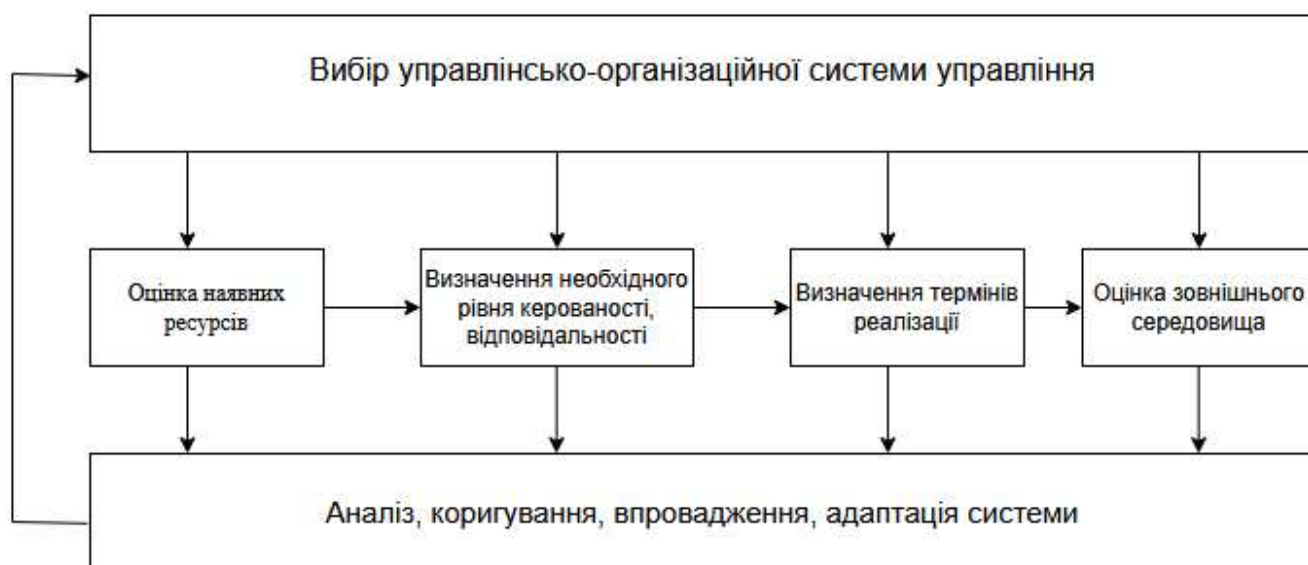 Вибір управлінсько-організаційної системи управління
Оцінка наявних
ресурсів
Визначення необхідного
рівня керованості,
відповідальності
Визначення термінів
реалізації
Оцінка зовнішнього
середовища
Аналіз, коригування, впровадження, адаптація системи